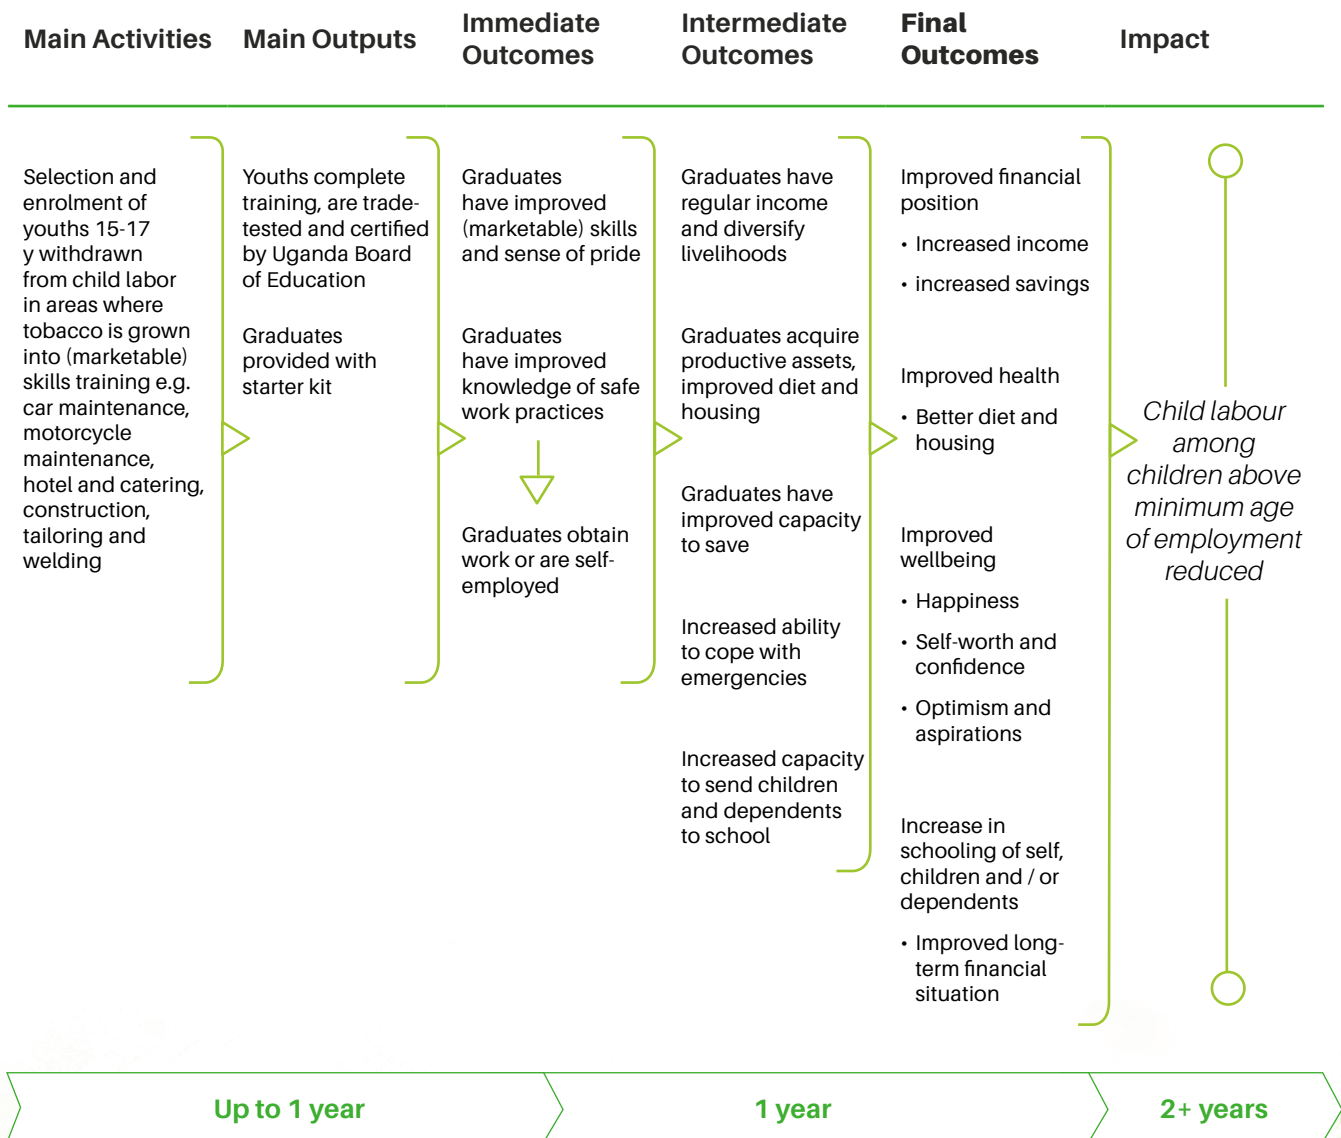 Main Activities
Main Outputs
Immediate
Outcomes
Intermediate
Outcomes
Final
Outcomes
Impact
Selection and
enrolment of
youths 15-17
y withdrawn
from child labor
in areas where
tobacco is grown
into (marketable)
skills training e.g.
car maintenance,
motorcycle
maintenance,
hotel and catering,
construction,
tailoring and
welding
Youths complete
training, are trade-
tested and certified
by Uganda Board
of Education
Graduates
provided with
starter kit
Graduates
have improved
(marketable) skills
and sense of pride
Graduates
have improved
knowledge of safe
work practices
Graduates obtain
work or are self-
employed
Graduates have
regular income
and diversify
livelihoods
Graduates acquire
productive assets,
improved diet and
housing
Graduates have
improved capacity
to save
Increased ability
to cope with
emergencies
Increased capacity
to send children
and dependents
to school
Improved financial
position
• Increased income
• increased savings
Improved health
• Better diet and
housing
Improved
wellbeing
• Happiness
• Self-worth and
confidence
• Optimism and
aspirations
Increase in
schooling of self,
children and / or
dependents
• Improved long-
term financial
situation
Child labour
among
children above
minimum age
of employment
reduced
Up to 1 year
1 year
2+ years